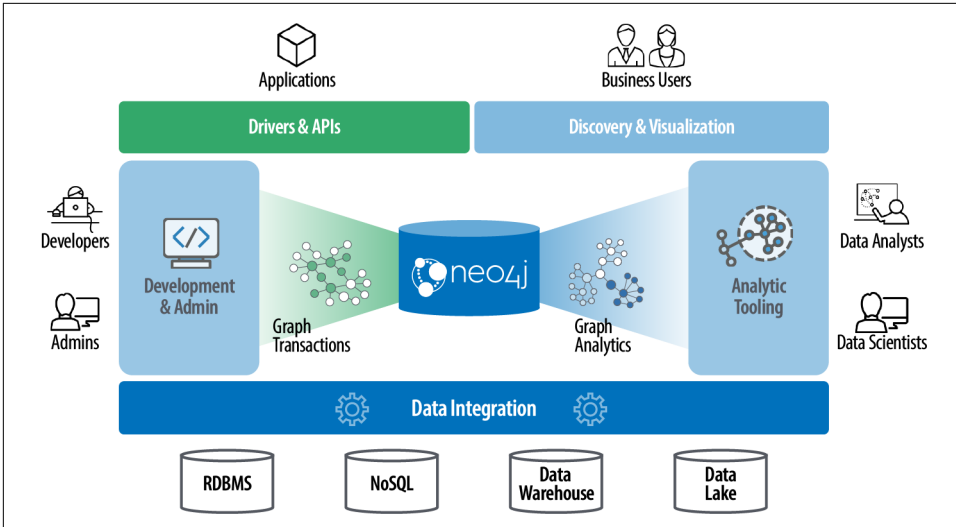 Applications
Business Users
Drivers & APIs
Discovery & Visualization
Developers
Admins
</>
Development
& Admin
Graph
Transactions
neo4j
Graph
Analytics
Analytic
Tooling
Data Analysts
Data Scientists
Data Integration
RDBMS
NoSQL
Data
Warehouse
Data
Lake